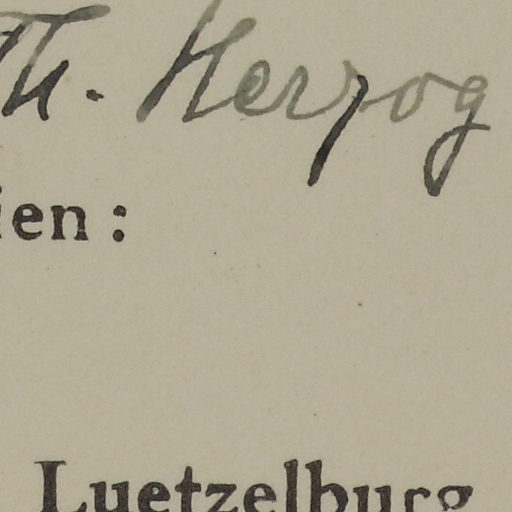 Th. Herzog
ien :
Luetzelburg